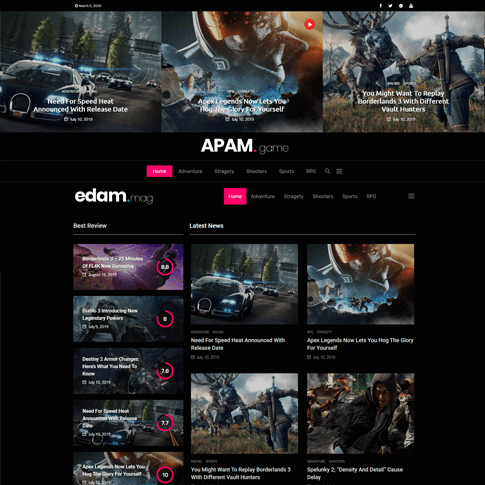 March 5, 2020
Need For Speed Heat
Announced With Release Date
July 10, 2019
RPG STRAGETY
Apex Legends Now Lets You
Hog The Glory For Yourself
July 10, 2019
RACING SPORTS
You Might Want To Replay
Borderlands 3 With Different
Vault Hunters
July 10, 2019
APAM.game
Home Adventure Stragety Shooters Sports RPG
edam.mag
Home Adventure Stragety Shooters Sports RPG
Best Review
Borderlands 3 – 25 Minutes
Of FL4K New Gameplay
August 15, 2019
8.8
Diablo 3 Introducing New
Legendary Powers
July 9, 2019
8
Destiny 2 Armor Changes:
Here's What You Need To
Know
July 10, 2019
7.8
Need For Speed Heat
Announced With Release
Date
July 10, 2019
7.7
Apex Legends Now Lets You
Hog The Glory For Yourself
July 10, 2019
10
Latest News
ADVENTURE RACING
Need For Speed Heat Announced With
Release Date
July 10, 2019
RPG STRAGETY
Apex Legends Now Lets You Hog The Glory
For Yourself
July 10, 2019
RACING SPORTS
You Might Want To Replay Borderlands 3
With Different Vault Hunters
ADVENTURE SHOOTERS
Spelunky 2; "Density And Detail" Cause
Delay